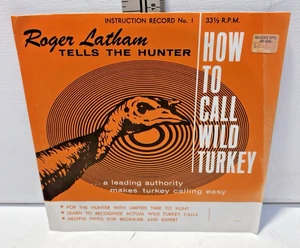 INSTRUCTION RECORD No. 1
33⅓ R.P.M.
Roger Latham
TELLS THE HUNTER
HOW
TO
CALL
WILD
TURKEY
...a leading authority
makes turkey calling easy
FOR THE HUNTER WITH LIMITED TIME TO HUNT
LEARN TO RECOGNIZE ACTUAL WILD TURKEY CALLS
HELPFUL HINTS FOR BEGINNER AND EXPERT